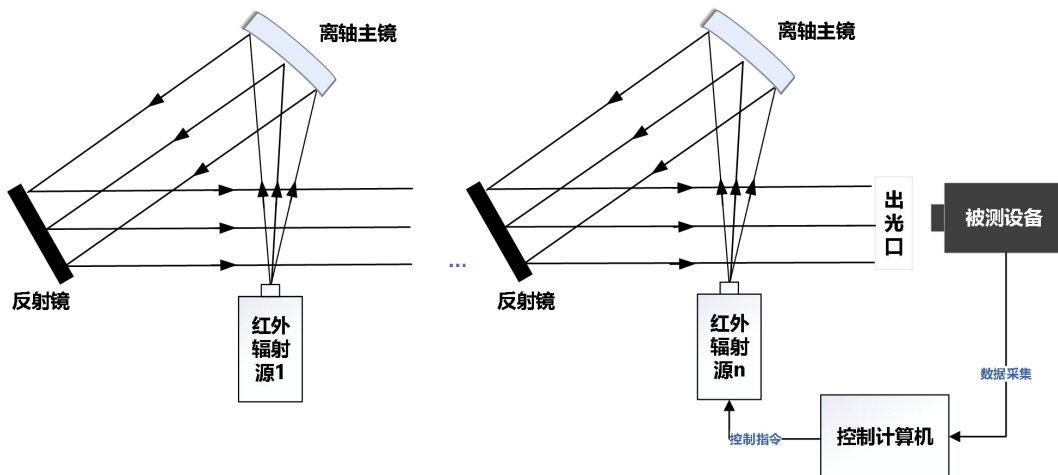 离轴主镜
离轴主镜
出
光
口
被测设备
反射镜
...
反射镜
红外
辐射
源1
红外
辐射
源n
数据采集
控制指令
控制计算机